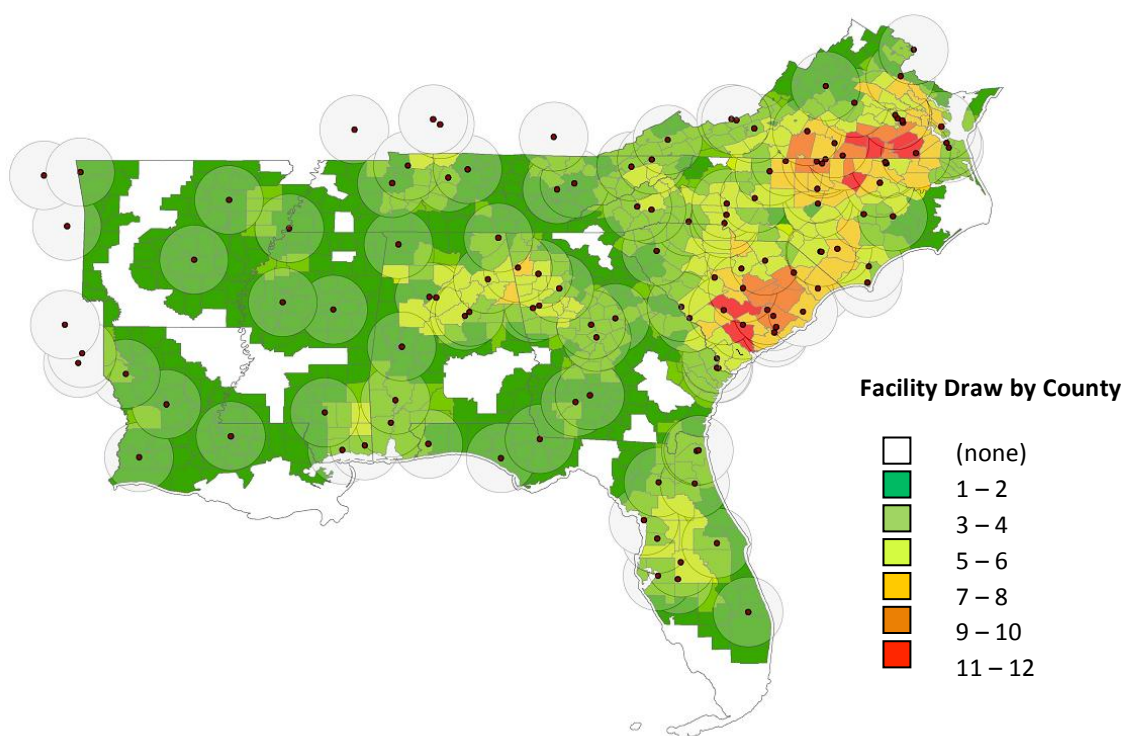 Facility Draw by County
(none)
1 – 2
3 – 4
5 – 6
7 – 8
9 – 10
11 – 12